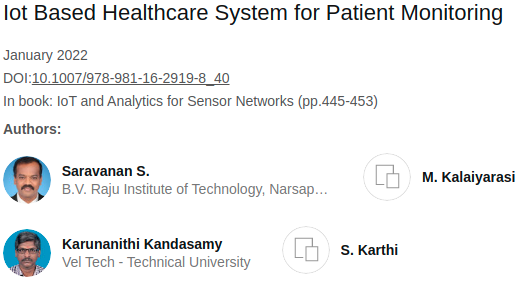 Iot Based Healthcare System for Patient Monitoring
January 2022
DOI:10.1007/978-981-16-2919-8_40
In book: IoT and Analytics for Sensor Networks (pp.445-453)
Authors:
Saravanan S.
B.V. Raju Institute of Technology, Narsap…
M. Kalaiyarasi
Karunanithi Kandasamy
Vel Tech - Technical University
S. Karthi